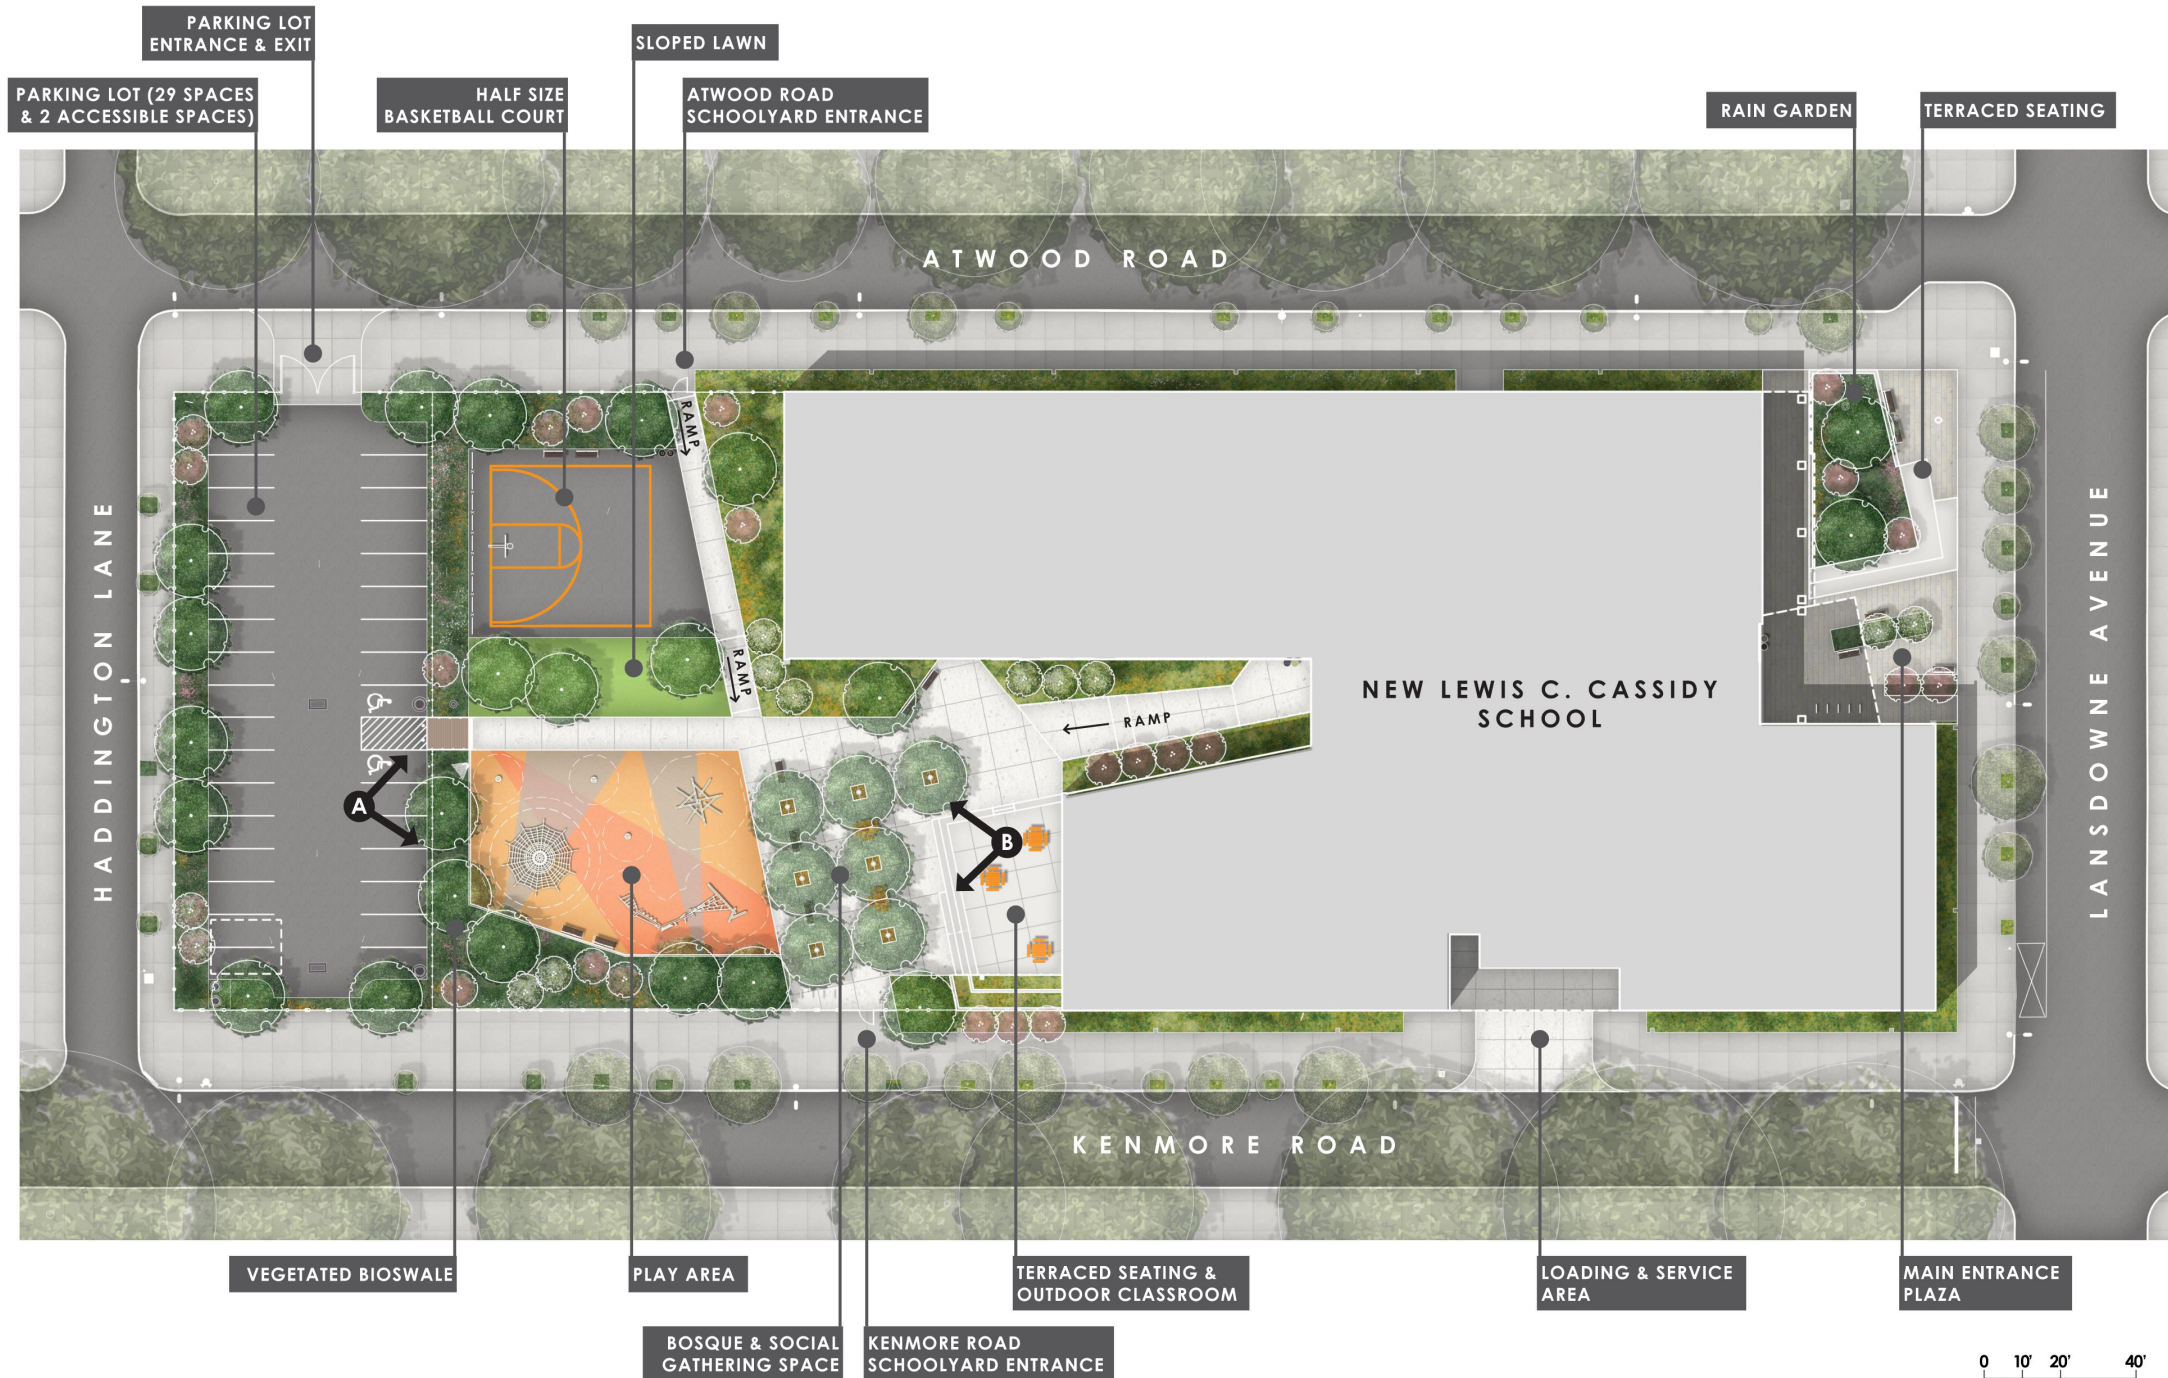 PARKING LOT
ENTRANCE & EXIT
SLOPED LAWN
PARKING LOT (29 SPACES
& 2 ACCESSIBLE SPACES)
HALF SIZE
BASKETBALL COURT
ATWOOD ROAD
SCHOOLYARD ENTRANCE
RAIN GARDEN
TERRACED SEATING
ATWOOD ROAD
RAMP
HADDINGTON LANE
RAMP
RAMP
NEW LEWIS C. CASSIDY
SCHOOL
LANSDOWNE AVENUE
A
B
KENMORE ROAD
VEGETATED BIOSWALE
PLAY AREA
TERRACED SEATING &
OUTDOOR CLASSROOM
LOADING & SERVICE
AREA
MAIN ENTRANCE
PLAZA
BOSQUE & SOCIAL
GATHERING SPACE
KENMORE ROAD
SCHOOLYARD ENTRANCE
0 10' 20' 40'